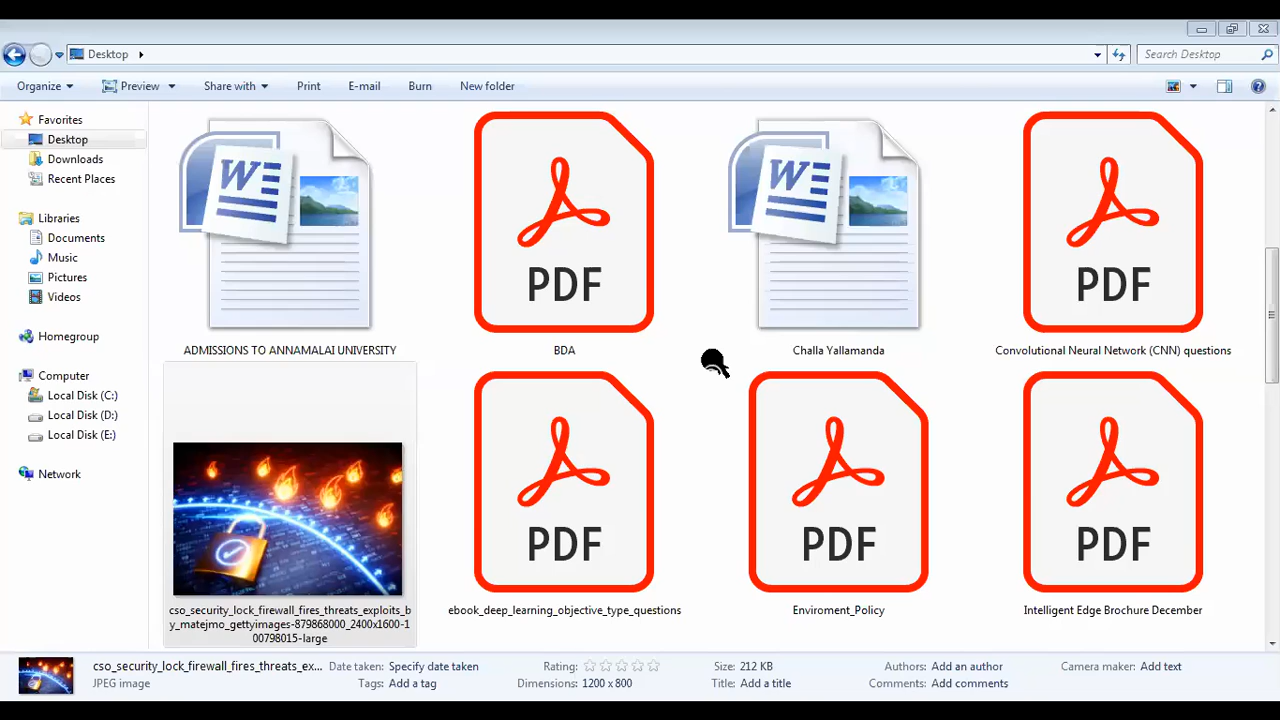 Desktop
Search Desktop
Organize Preview Share with Print E-mail Burn New folder
Favorites
Desktop
Downloads
Recent Places
Libraries
Documents
Music
Pictures
Videos
Homegroup
Computer
Local Disk (C:)
Local Disk (D:)
Local Disk (E:)
Network
W
PDF
W
PDF
ADMISSIONS TO ANNAMALAI UNIVERSITY
BDA
Challa Yallamanda
Convolutional Neural Network (CNN) questions
PDF
PDF
PDF
cso_security_lock_firewall_fires_threats_exploits_b
y_matejmo_gettyimages-879868000_2400x1600-1
00798015-large
ebook_deep_learning_objective_type_questions
Enviroment_Policy
Intelligent Edge Brochure December
cso_security_lock_firewall_fires_threats_ex... Date taken: Specify date taken Rating: Size: 212 KB Authors: Add an author Camera maker: Add text
JPEG image Tags: Add a tag Dimensions: 1200 x 800 Title: Add a title Comments: Add comments